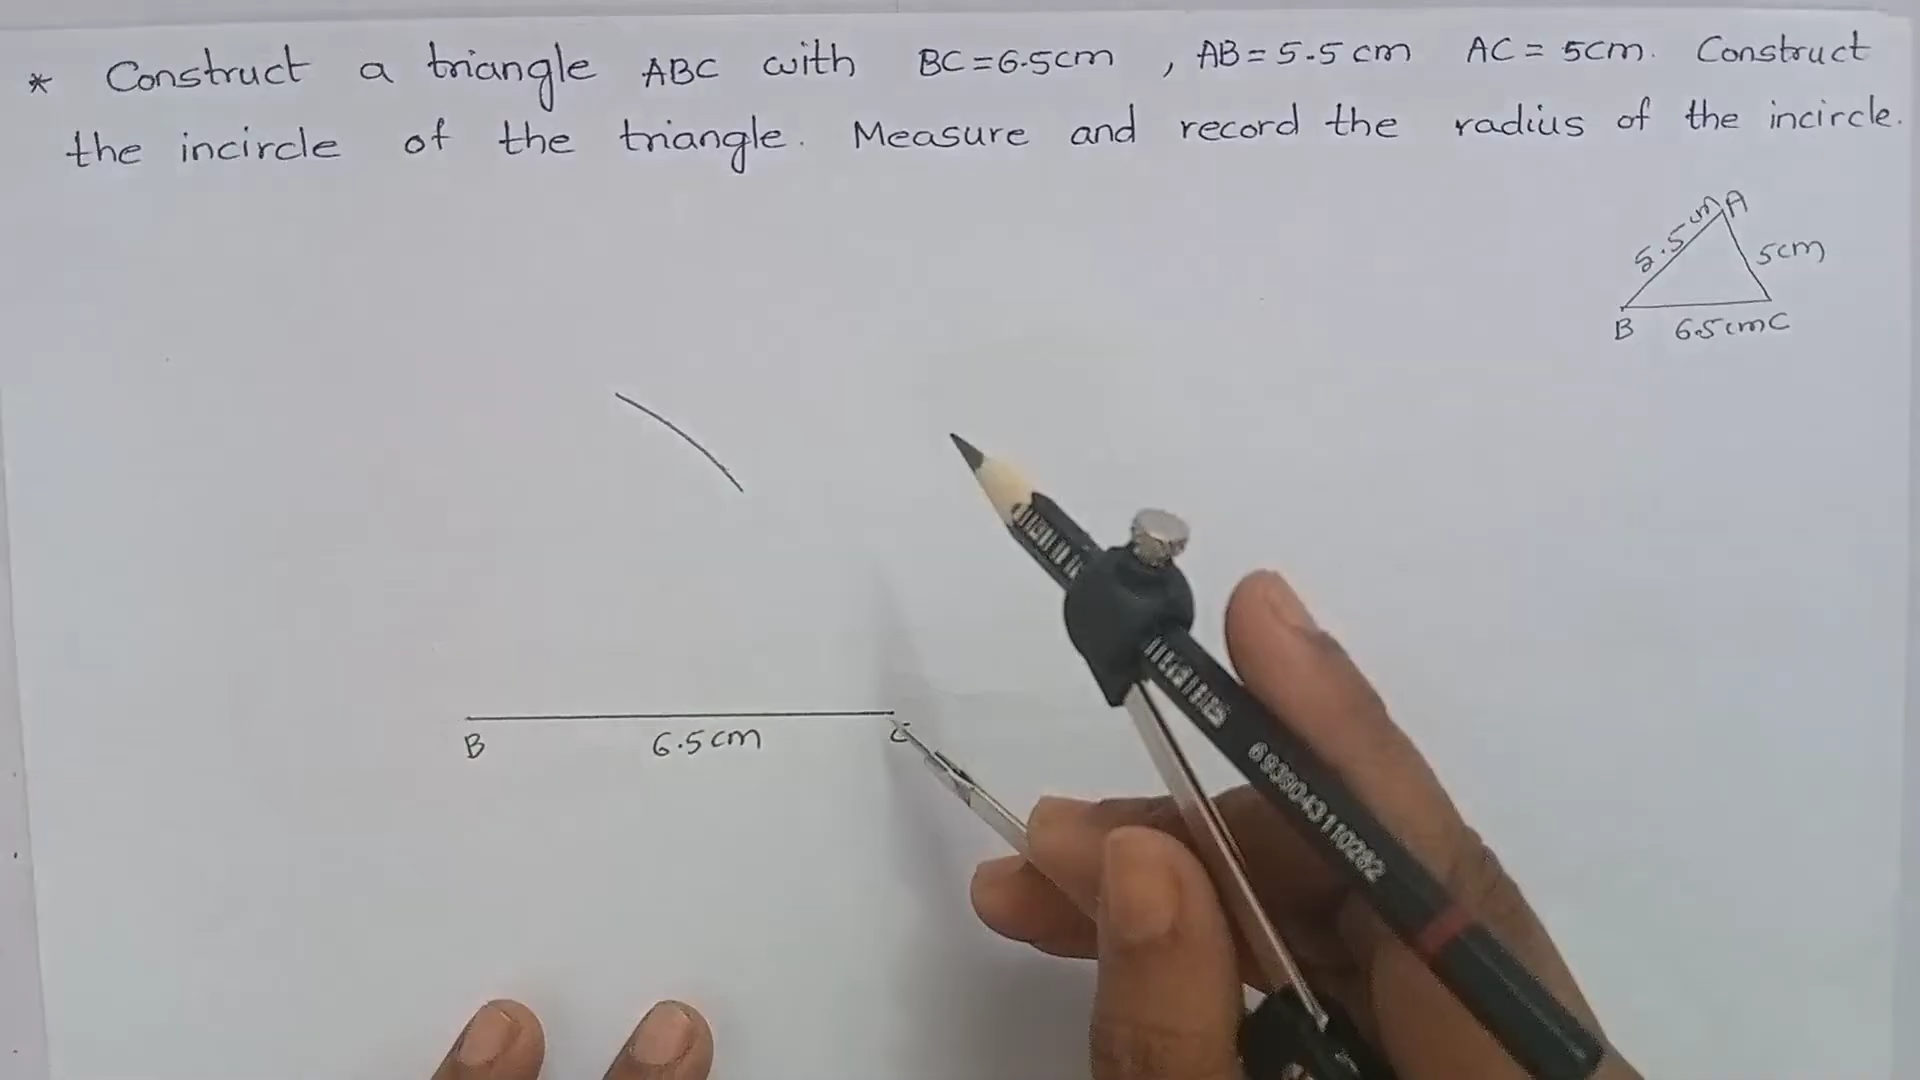 * Construct a triangle ABC with BC=6.5cm , AB=5.5cm AC=5cm. Construct
the incircle of the triangle. Measure and record the radius of the incircle.
A
5.5cm
5cm
B 6.5cm C
B 6.5cm C
6939043110282